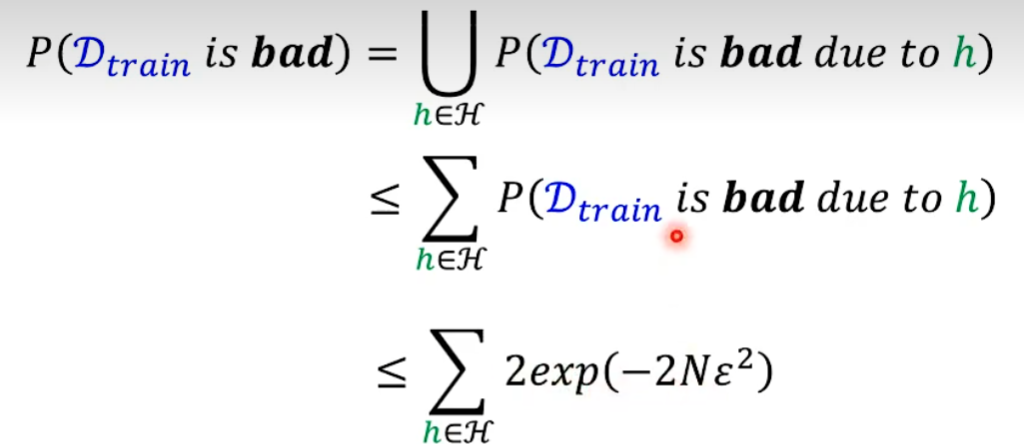 P(𝒟train is bad) = ⋃ P(𝒟train is bad due to h)
h∈ℋ
≤ ∑ P(𝒟train is bad due to h)
h∈ℋ
≤ ∑ 2exp(−2Nε²)
h∈ℋ